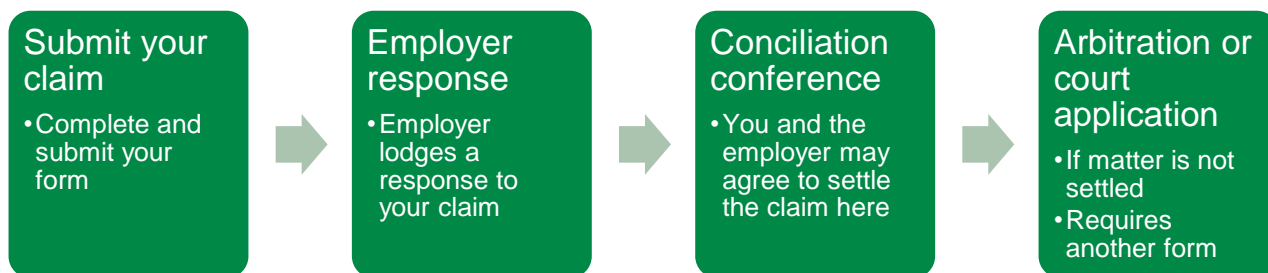 Submit your
claim
•Complete and
submit your
form
Employer
response
•Employer
lodges a
response to
your claim
Conciliation
conference
•You and the
employer may
agree to settle
the claim here
Arbitration or
court
application
•If matter is not
settled
•Requires
another form